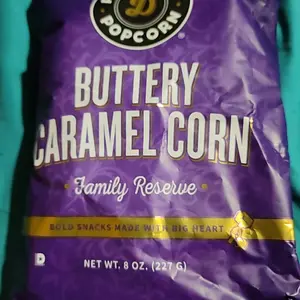 D
POPCORN
BUTTERY
CARAMEL CORN
Family Reserve
BOLD SNACKS MADE WITH BIG HEART
D
NET WT. 8 OZ. (227 G)